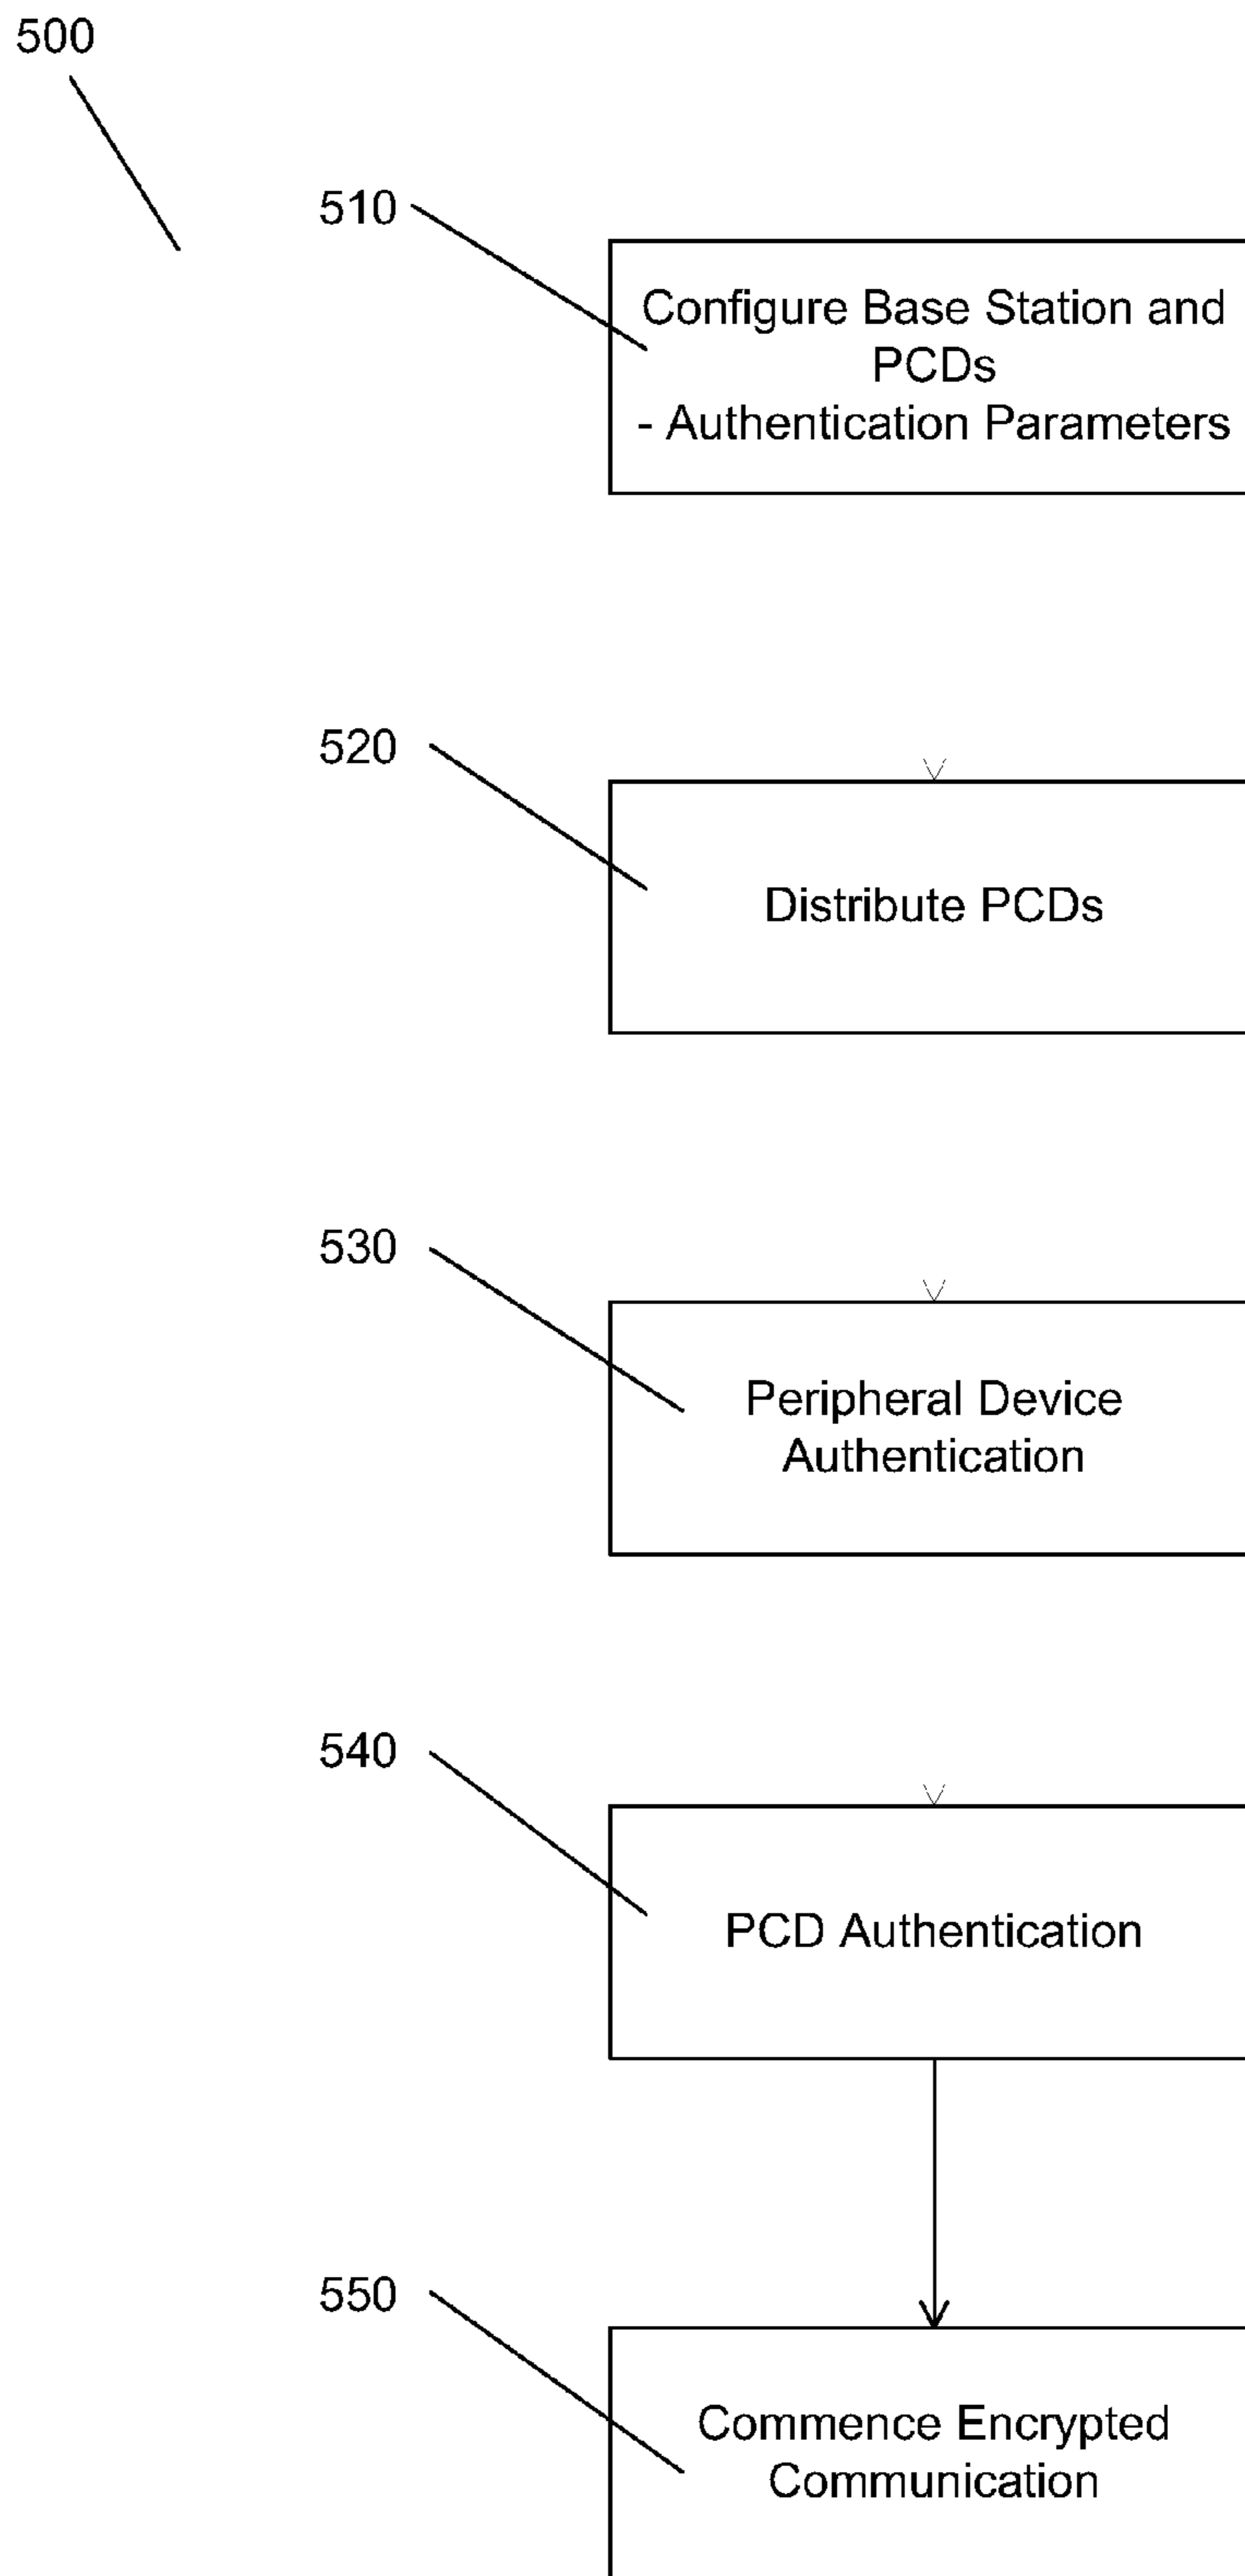 500
510
Configure Base Station and
PCDs
- Authentication Parameters
520
Distribute PCDs
530
Peripheral Device
Authentication
540
PCD Authentication
550
Commence Encrypted
Communication